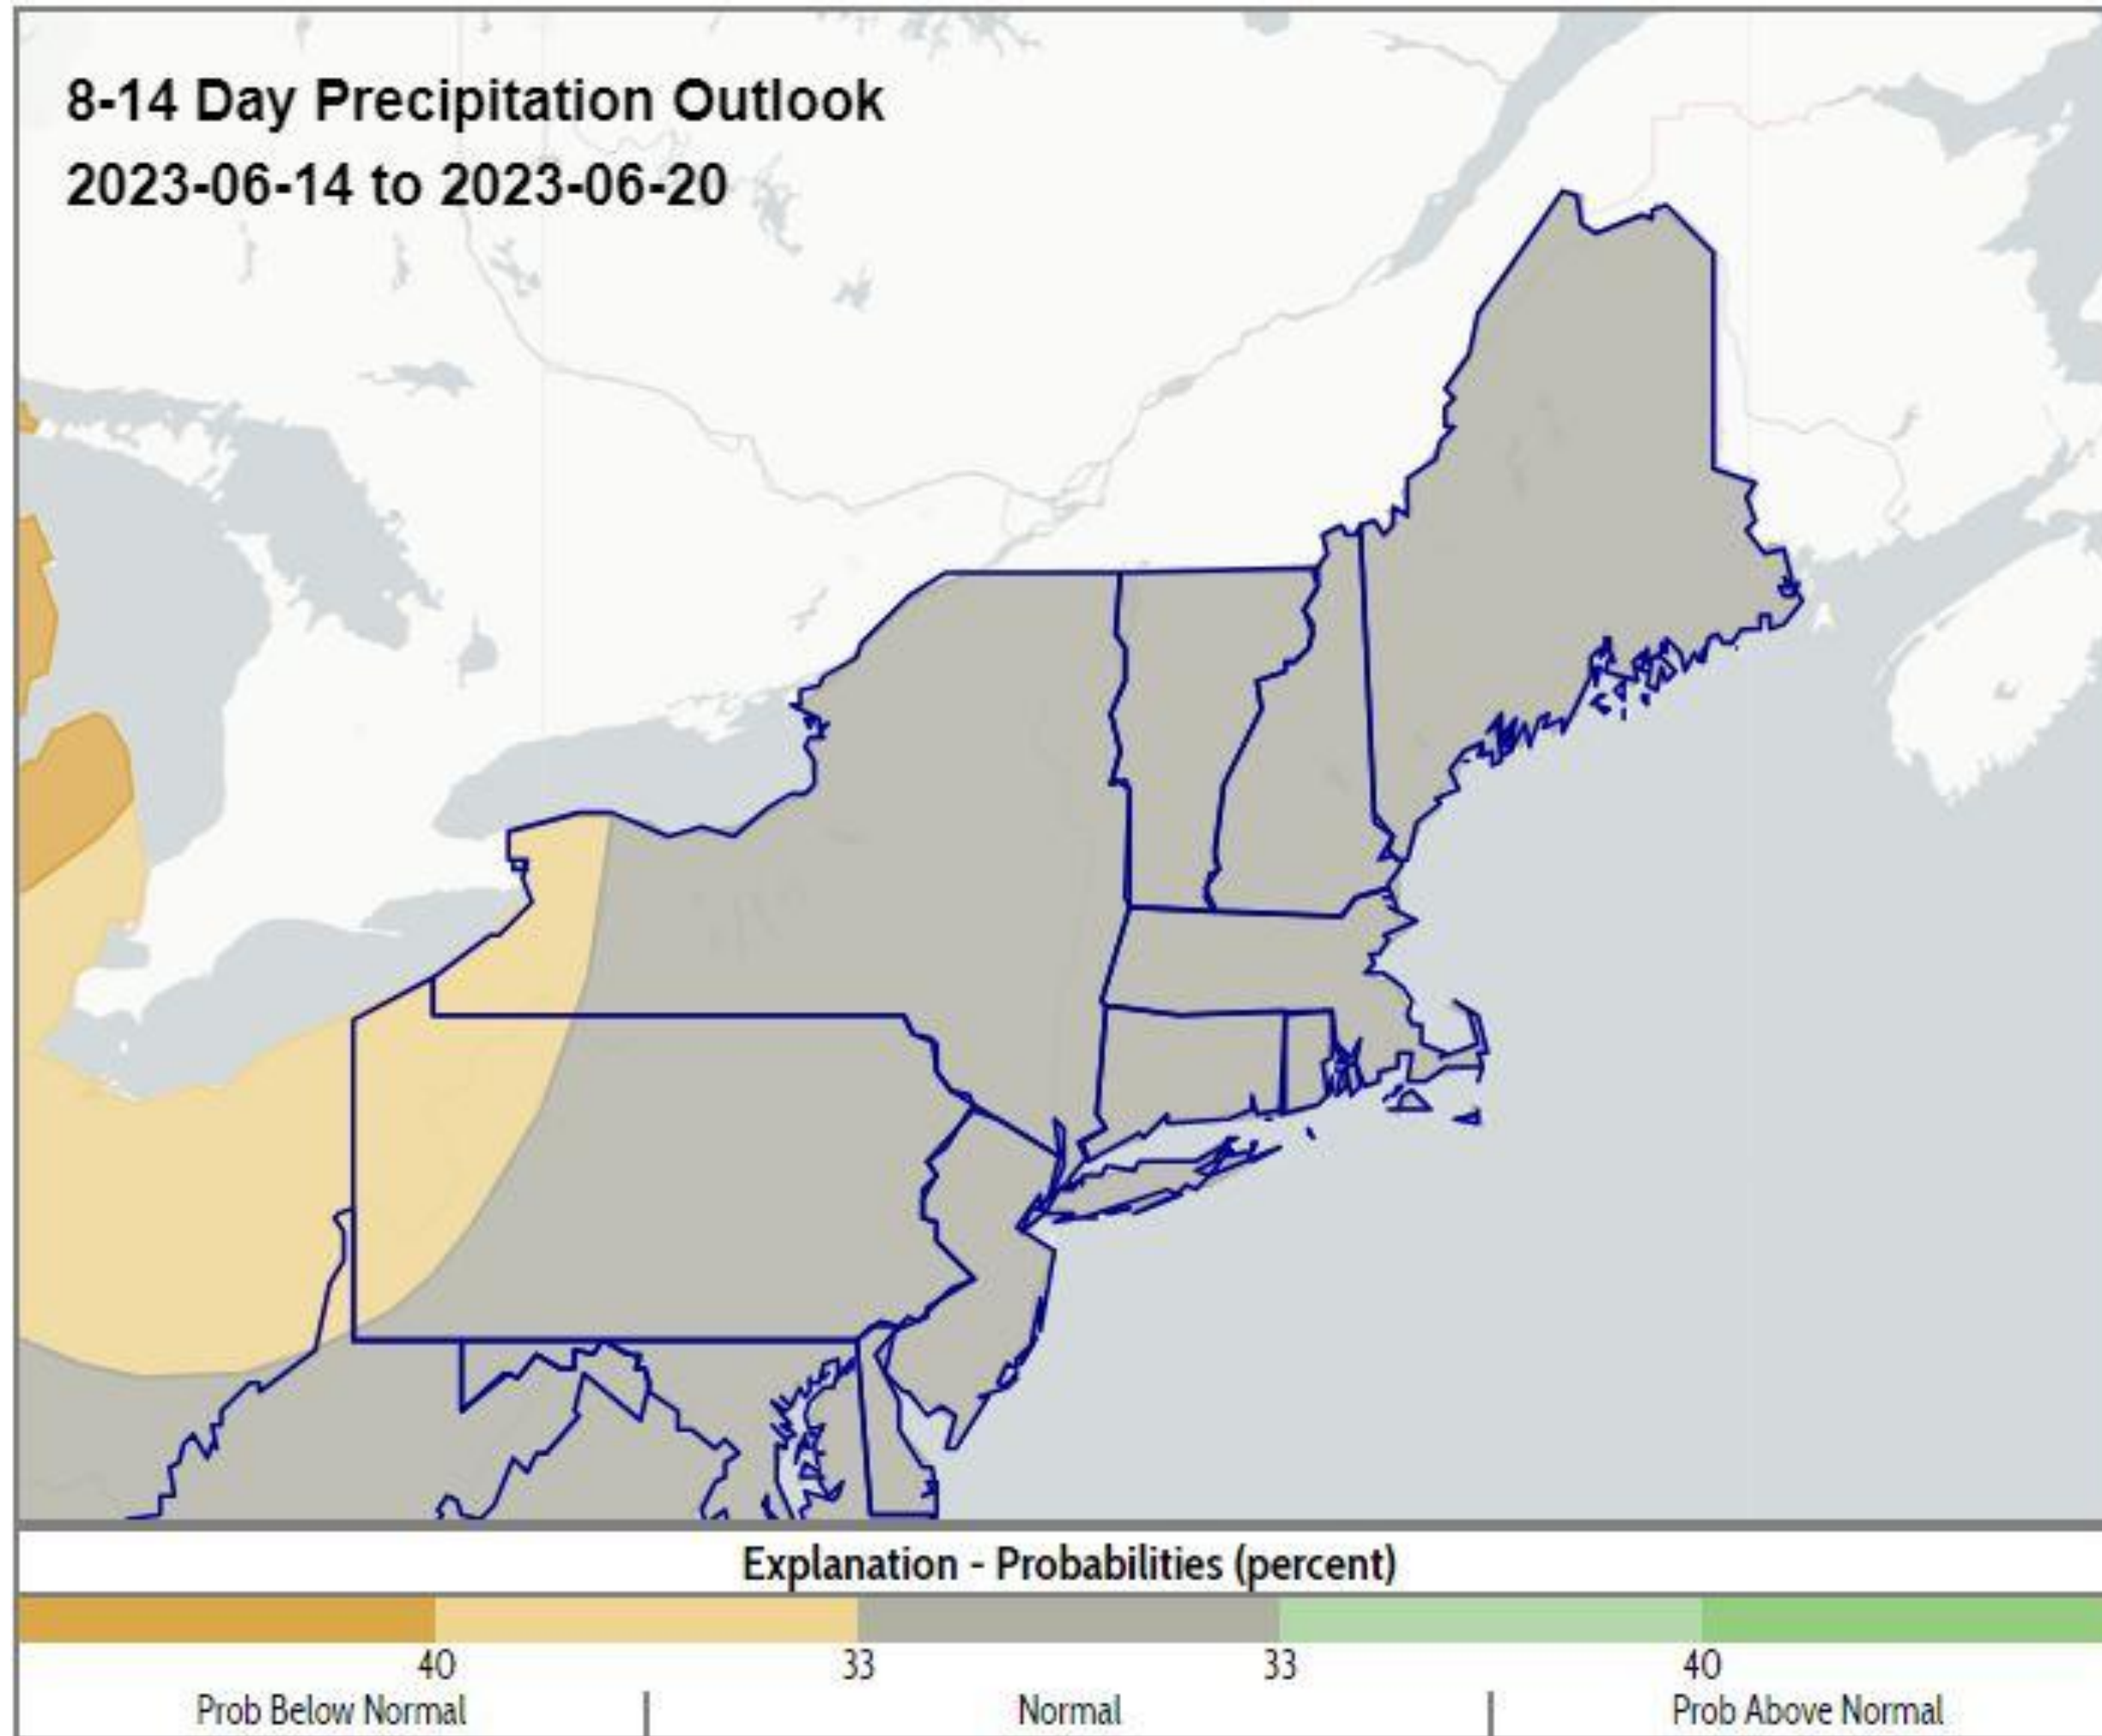 8-14 Day Precipitation Outlook
2023-06-14 to 2023-06-20
Explanation - Probabilities (percent)
40 33 33 40
Prob Below Normal | Normal | Prob Above Normal